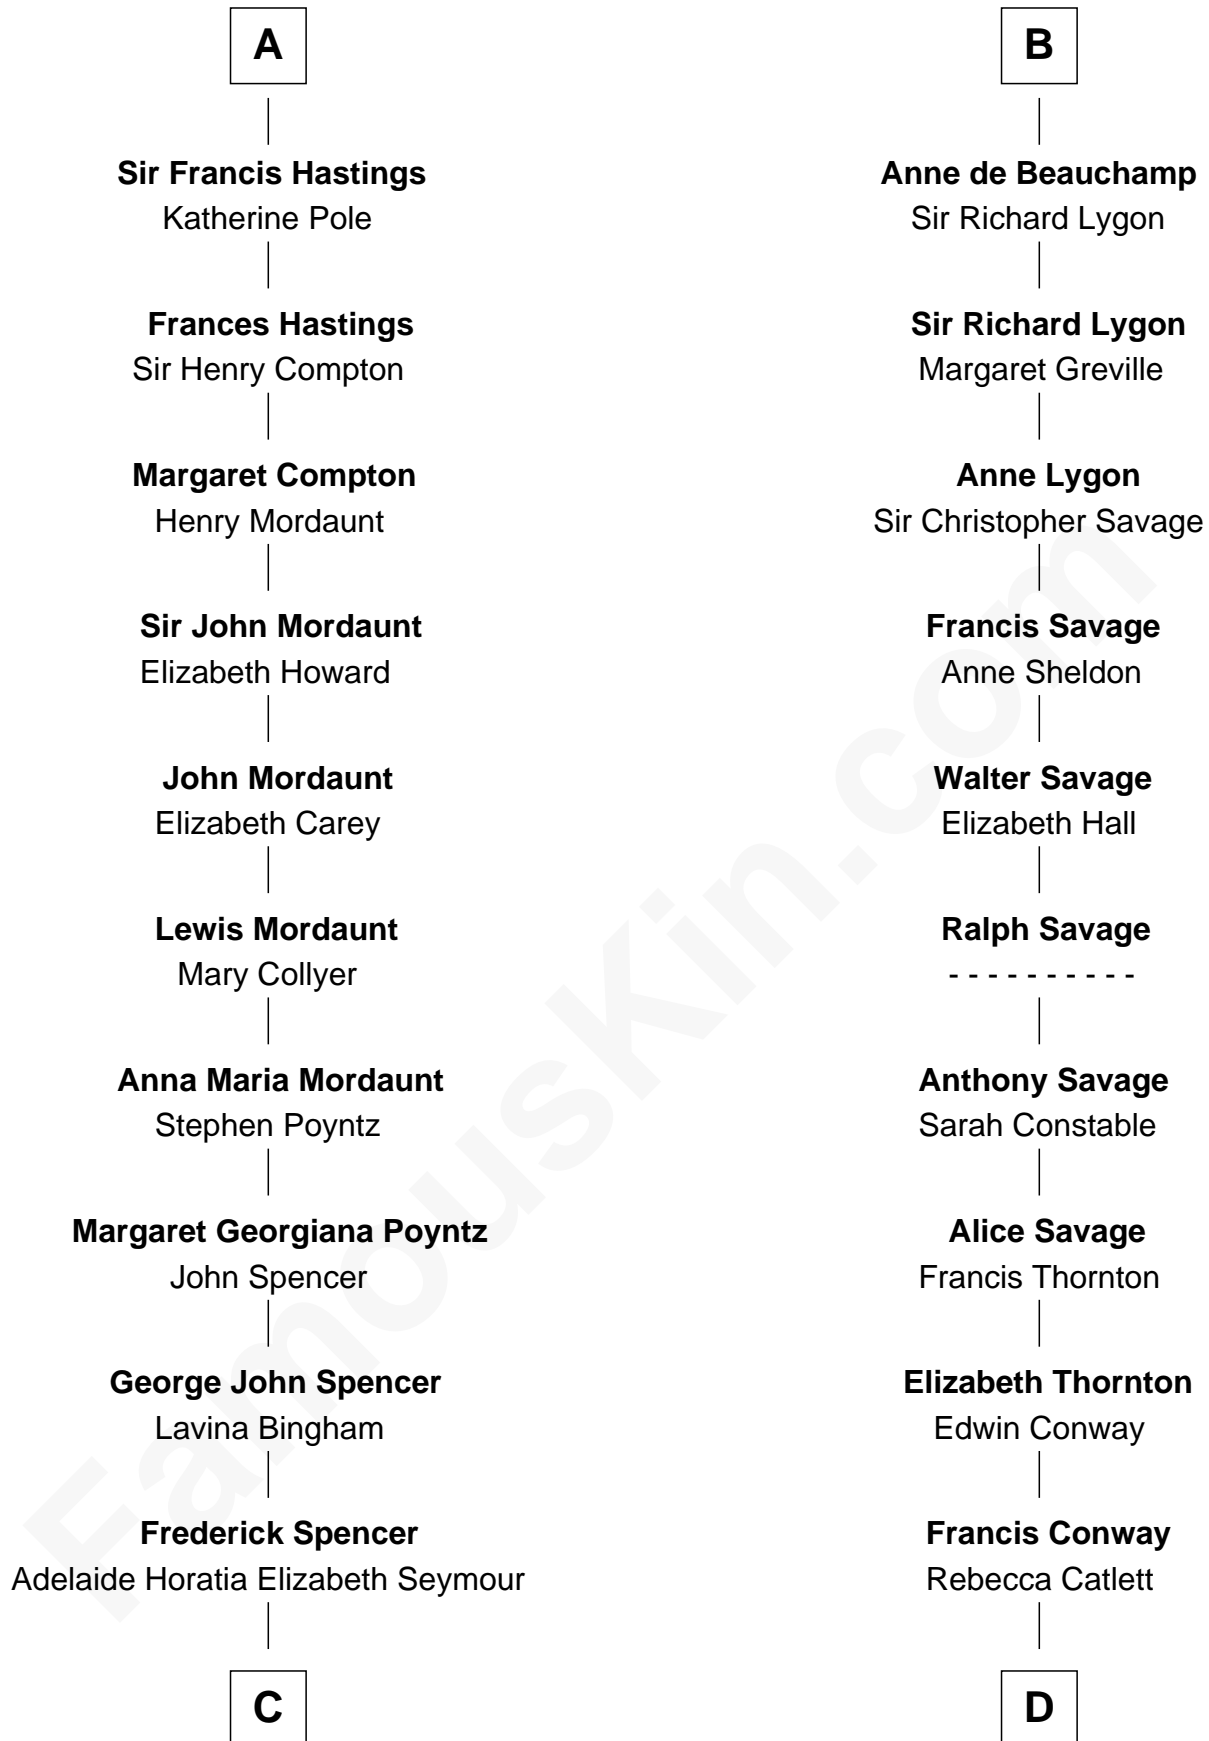 A
Sir Francis Hastings
Katherine Pole
Frances Hastings
Sir Henry Compton
Margaret Compton
Henry Mordaunt
Sir John Mordaunt
Elizabeth Howard
John Mordaunt
Elizabeth Carey
Lewis Mordaunt
Mary Collyer
Anna Maria Mordaunt
Stephen Poyntz
Margaret Georgiana Poyntz
John Spencer
George John Spencer
Lavina Bingham
Frederick Spencer
Adelaide Horatia Elizabeth Seymour
C
B
Anne de Beauchamp
Sir Richard Lygon
Sir Richard Lygon
Margaret Greville
Anne Lygon
Sir Christopher Savage
Francis Savage
Anne Sheldon
Walter Savage
Elizabeth Hall
Ralph Savage
- - - - - - - - - -
Anthony Savage
Sarah Constable
Alice Savage
Francis Thornton
Elizabeth Thornton
Edwin Conway
Francis Conway
Rebecca Catlett
D
FamousKin.com